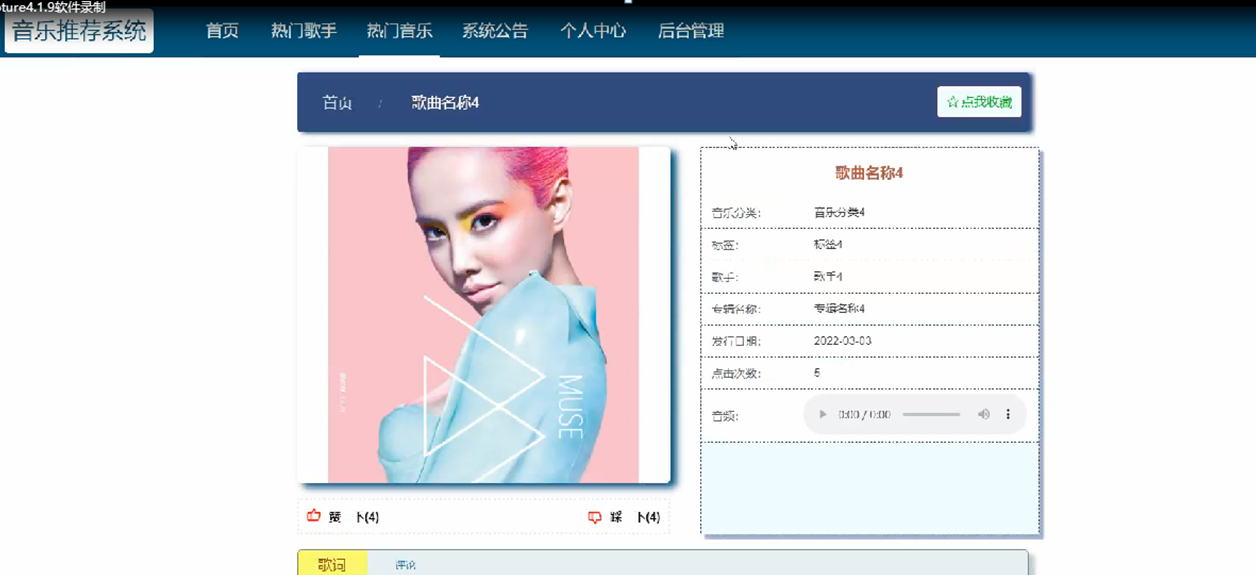 pture4.1.9软件录制
音乐推荐系统 首页 热门歌手 热门音乐 系统公告 个人中心 后台管理
首页 / 歌曲名称4 ☆点我收藏
歌曲名称4
音乐分类: 音乐分类4
标签: 标签4
歌手: 歌手4
专辑名称: 专辑名称4
发行日期: 2022-03-03
点击次数: 5
音频: 0:00 / 0:00
MUSE
赞 卜(4) 踩 卜(4)
歌词 评论